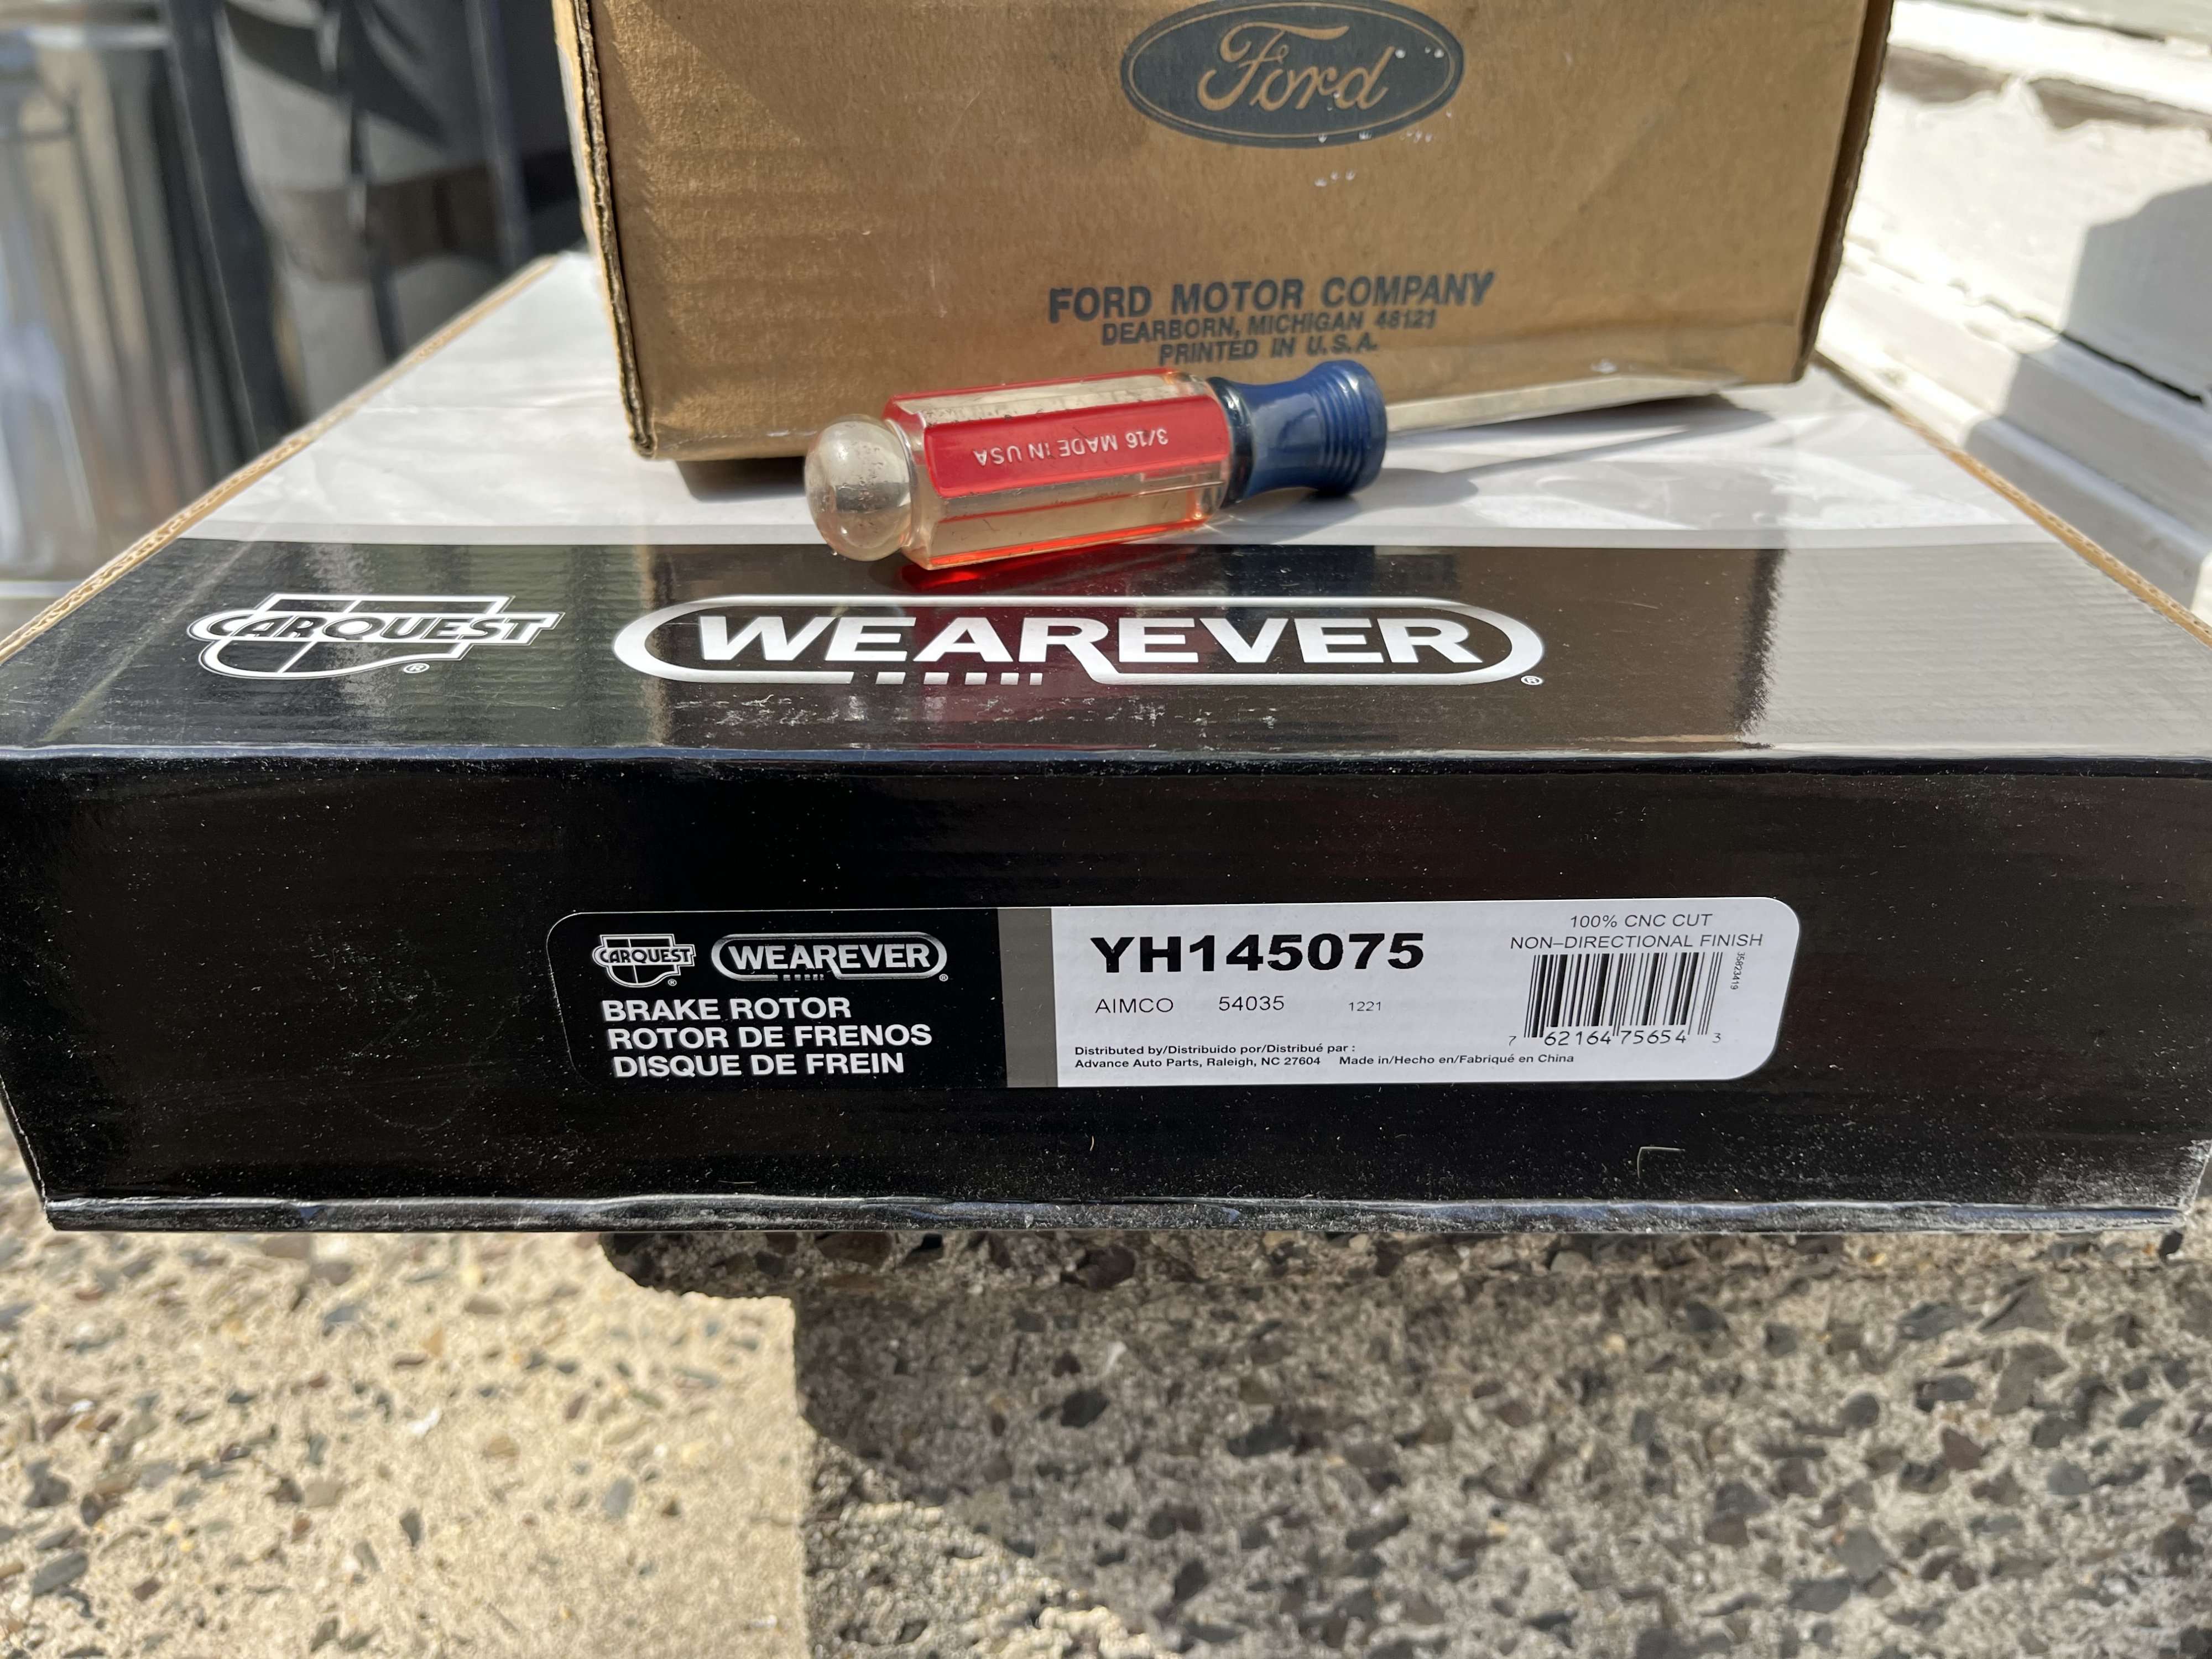 Ford
FORD MOTOR COMPANY
DEARBORN, MICHIGAN 48121
PRINTED IN U.S.A.
3/16 MADE IN USA
CARQUEST®
WEAREVER®
CARQUEST®
WEAREVER®
BRAKE ROTOR
ROTOR DE FRENOS
DISQUE DE FREIN
YH145075
AIMCO 54035 1221
Distributed by/Distribuido por/Distribué par :
Advance Auto Parts, Raleigh, NC 27604 Made in/Hecho en/Fabriqué en China
100% CNC CUT
NON-DIRECTIONAL FINISH
35823419
7 62164 75654 3